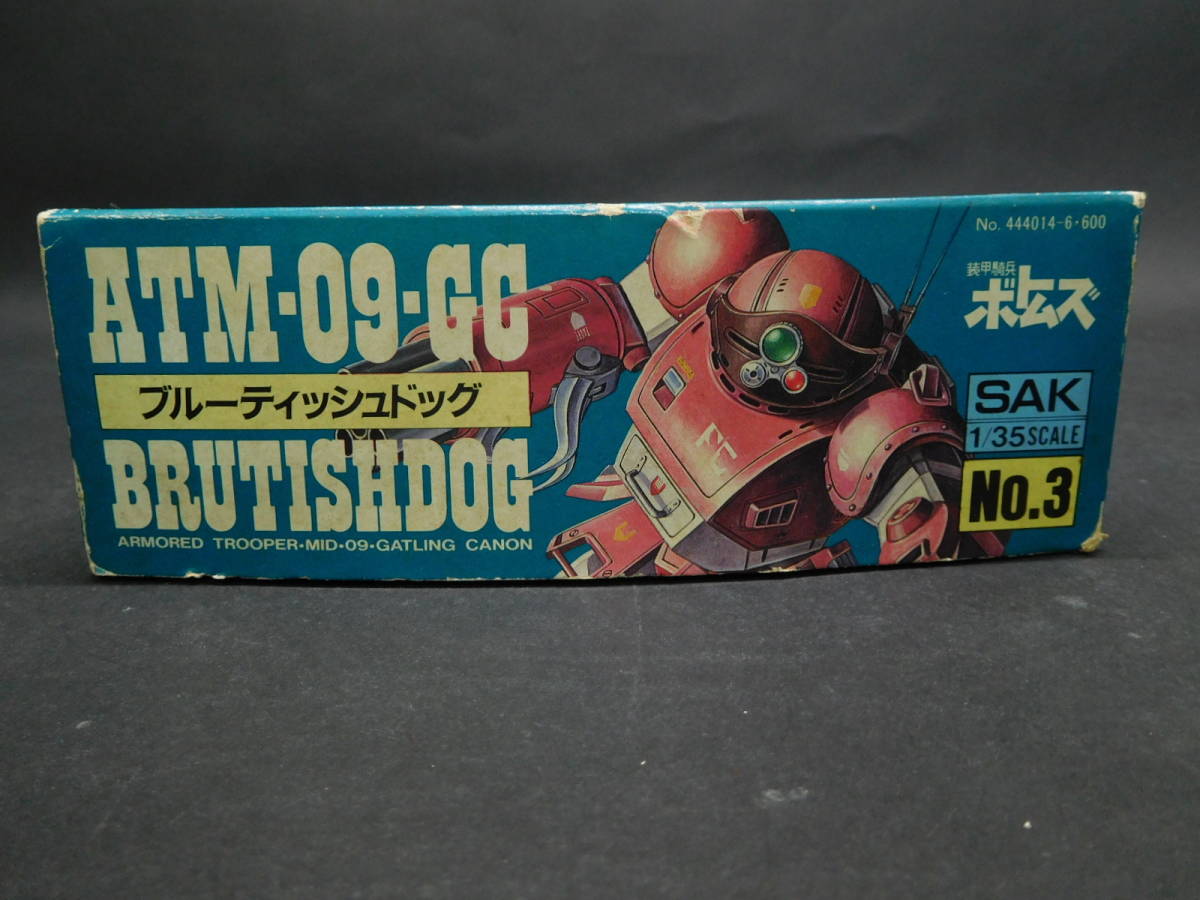 ATM-09-GC
ブルーティッシュドッグ
BRUTISHDOG
ARMORED TROOPER・MID・09・GATLING CANON
No. 444014-6・600
装甲騎兵
ボトムズ
SAK
1/35 SCALE
No.3